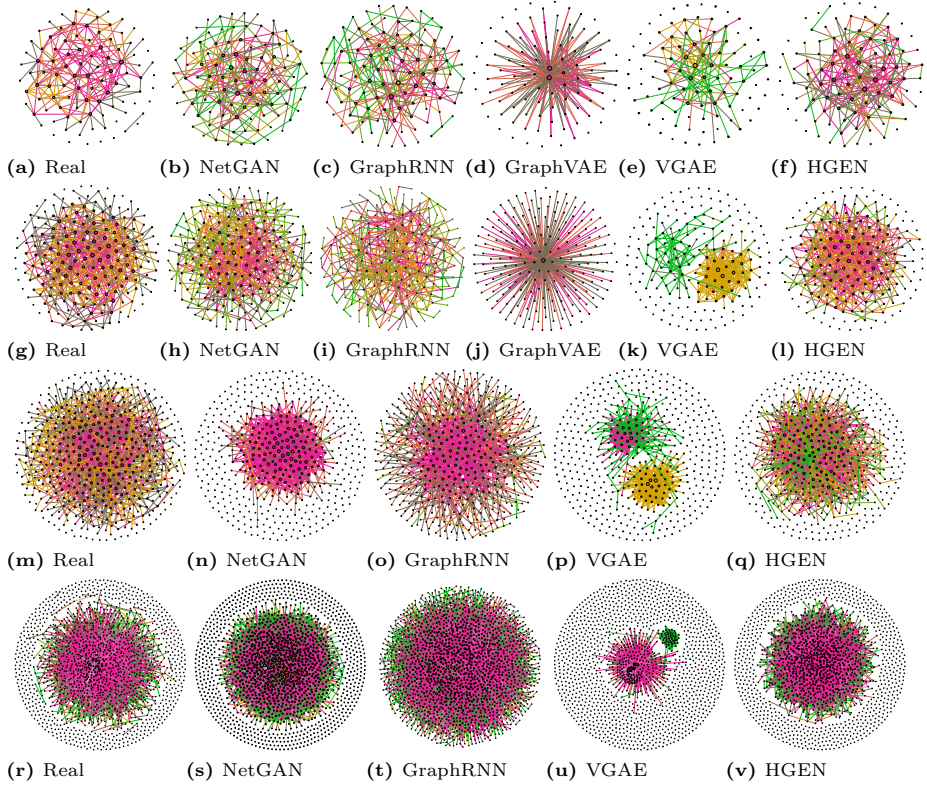 (a) Real (b) NetGAN (c) GraphRNN (d) GraphVAE (e) VGAE (f) HGEN
(g) Real (h) NetGAN (i) GraphRNN (j) GraphVAE (k) VGAE (l) HGEN
(m) Real (n) NetGAN (o) GraphRNN (p) VGAE (q) HGEN
(r) Real (s) NetGAN (t) GraphRNN (u) VGAE (v) HGEN